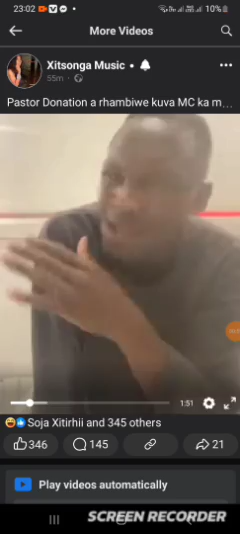 23:02
10%
More Videos
Xitsonga Music •
55m ·
Pastor Donation a rhambiwe kuva MC ka m...
1:51
Soja Xitirhii and 345 others
346 145 21
Play videos automatically
SCREEN RECORDER